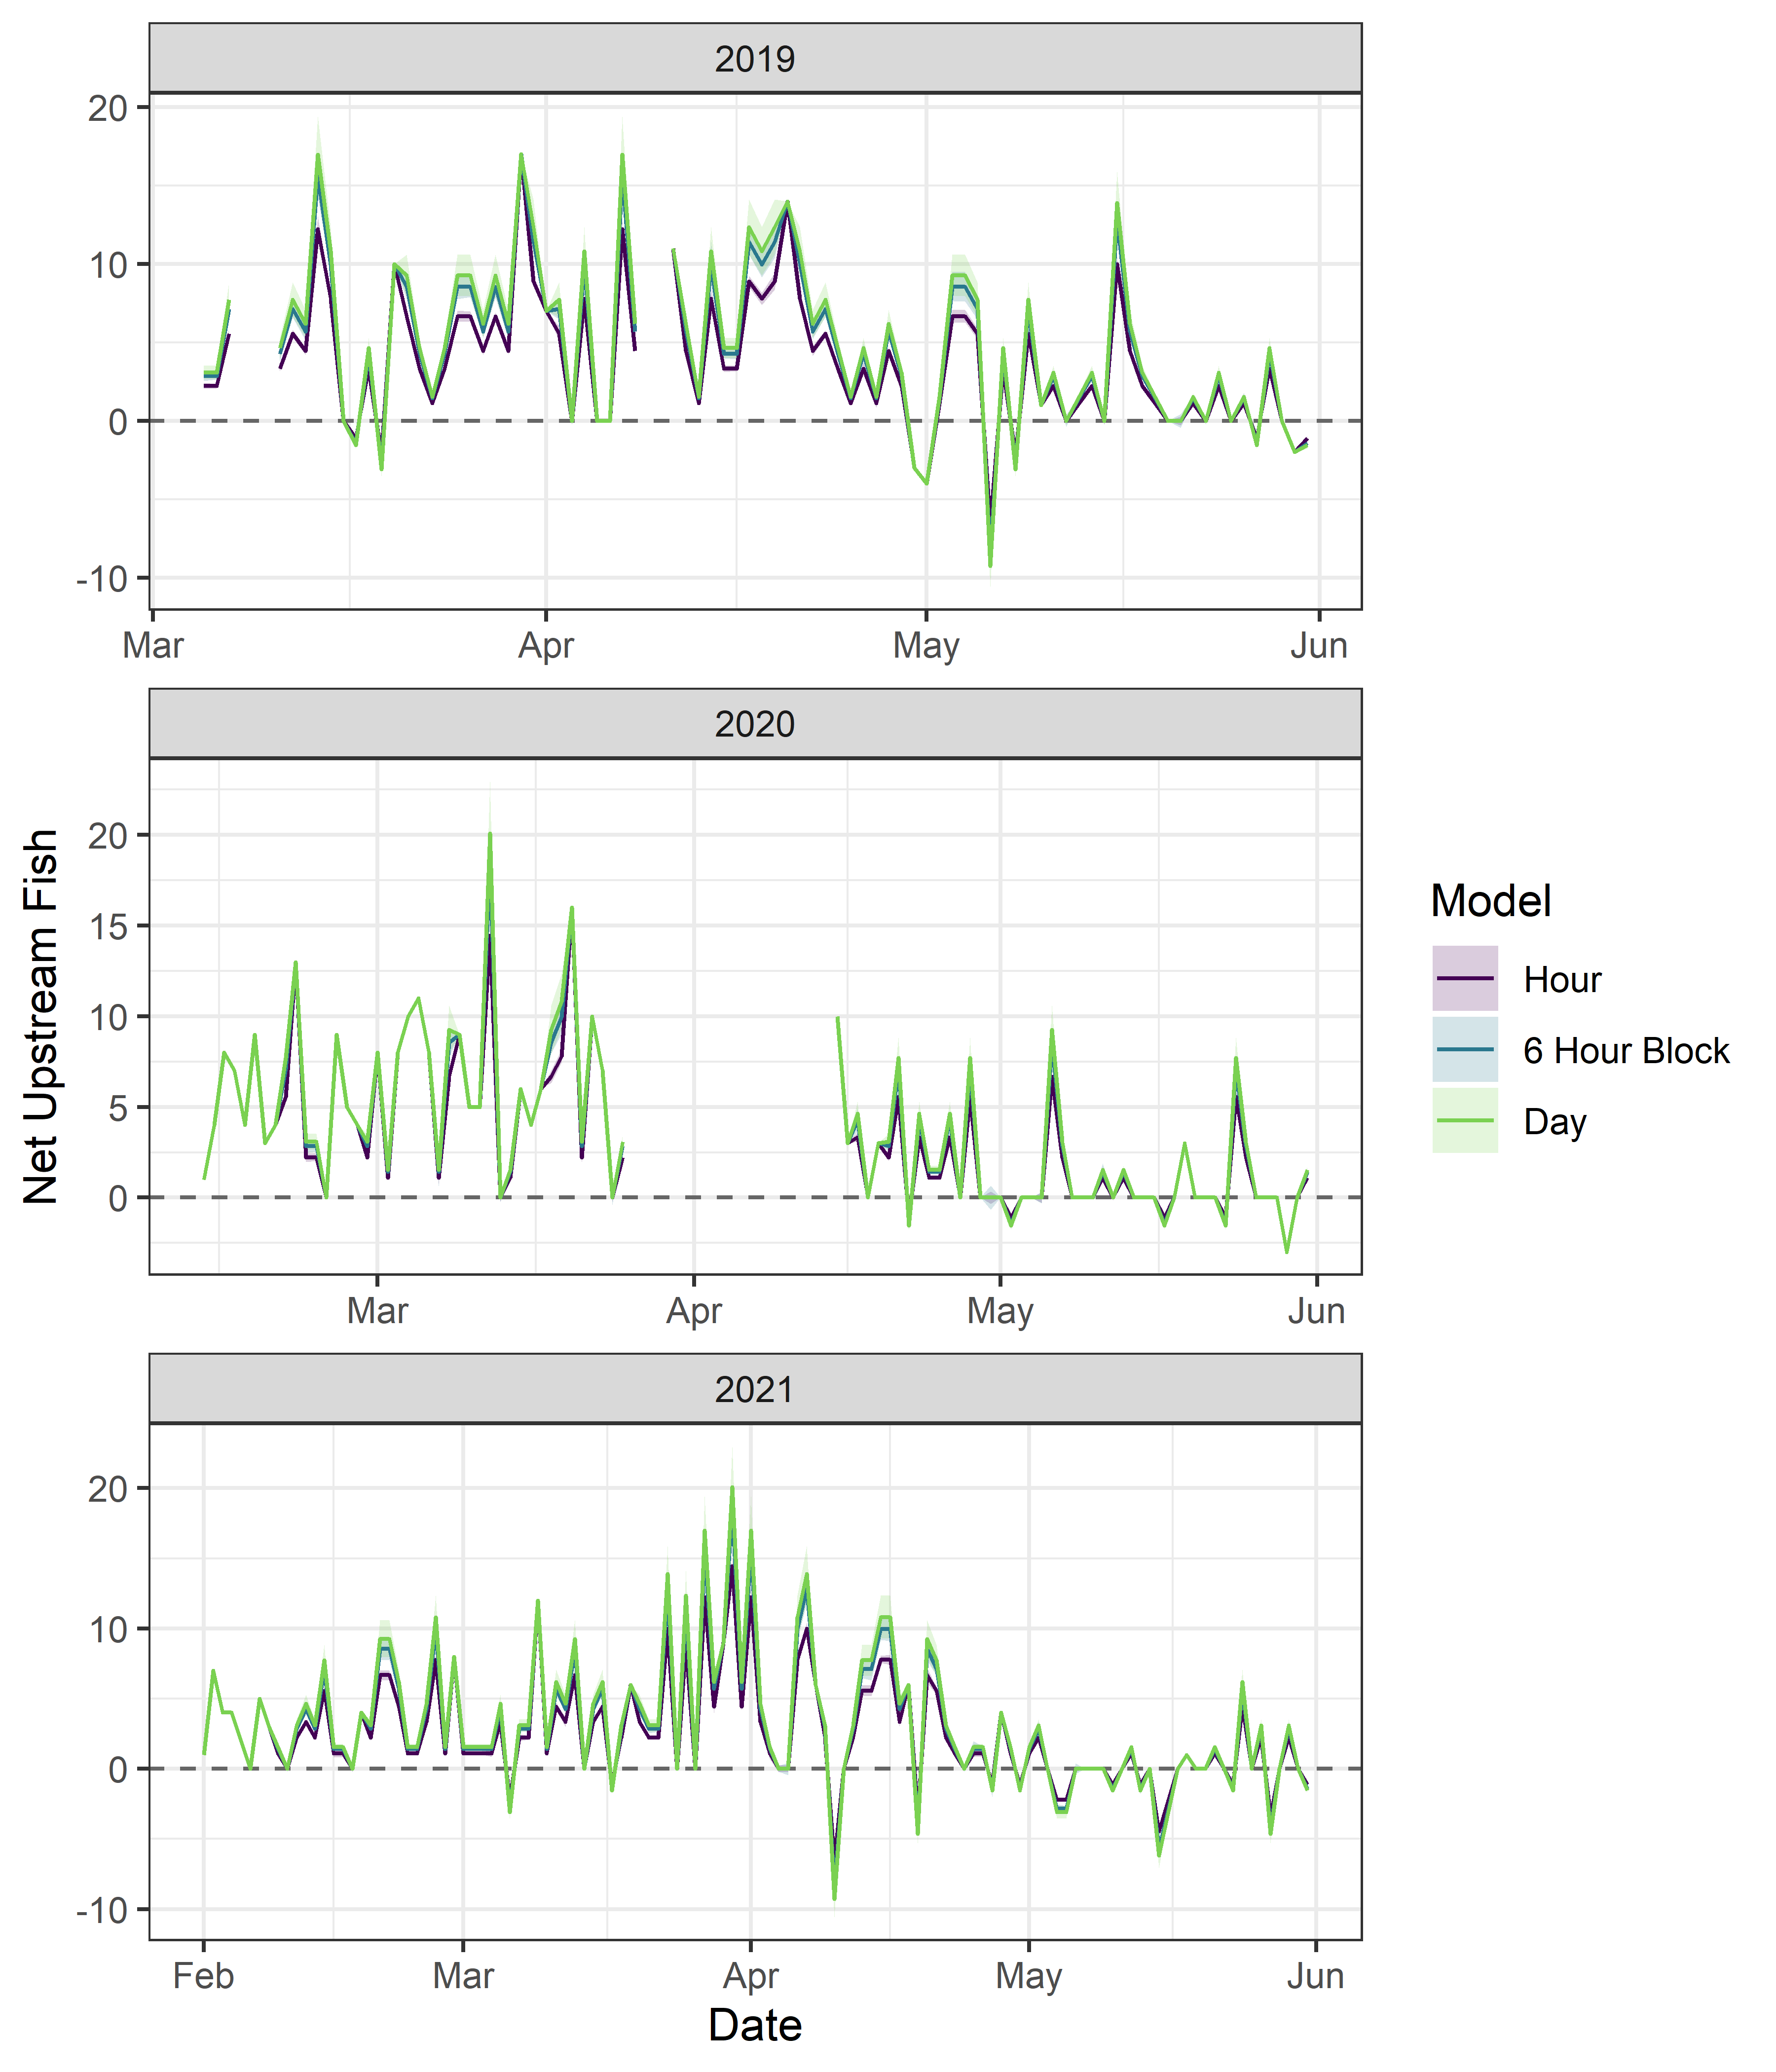 2019
20
10
0
-10
Mar Apr May Jun
2020
20
15
10
5
0
Mar Apr May Jun
2021
20
10
0
-10
Feb Mar Apr May Jun
Date
Net Upstream Fish
Model
Hour
6 Hour Block
Day